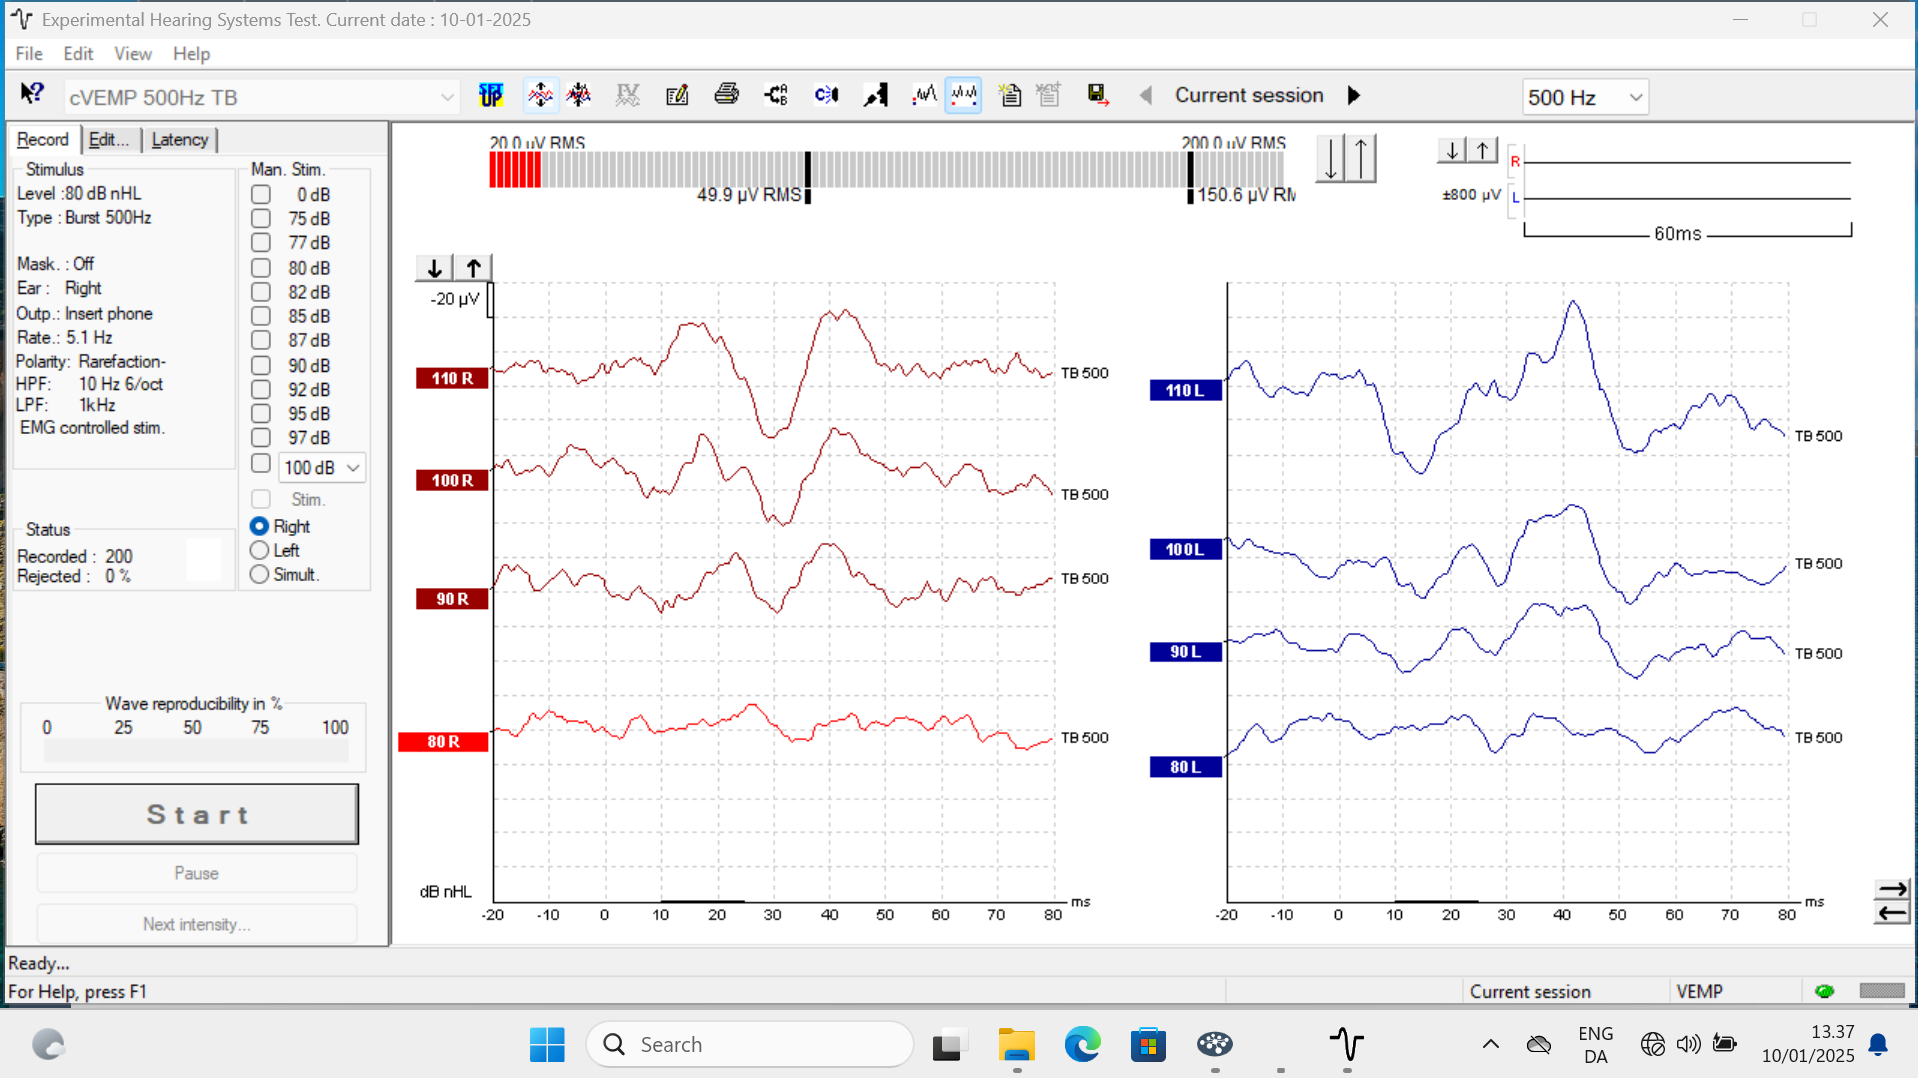 Experimental Hearing Systems Test. Current date : 10-01-2025
File Edit View Help
cVEMP 500Hz TB
SET UP
A B
Current session
500 Hz
Record Edit... Latency
Stimulus
Level :80 dB nHL
Type : Burst 500Hz
Mask. : Off
Ear : Right
Outp.: Insert phone
Rate.: 5.1 Hz
Polarity: Rarefaction-
HPF: 10 Hz 6/oct
LPF: 1kHz
EMG controlled stim.
Man. Stim.
0 dB
75 dB
77 dB
80 dB
82 dB
85 dB
87 dB
90 dB
92 dB
95 dB
97 dB
100 dB
Stim.
Right
Left
Simult.
Status
Recorded : 200
Rejected : 0 %
Wave reproducibility in %
0 25 50 75 100
Start
Pause
Next intensity...
20.0 µV RMS 200.0 µV RMS
49.9 µV RMS 150.6 µV RM
R
±800 µV L
60ms
-20 µV
110 R TB 500
100 R TB 500
90 R TB 500
80 R TB 500
dB nHL
ms
-20 -10 0 10 20 30 40 50 60 70 80
110 L TB 500
100 L TB 500
90 L TB 500
80 L TB 500
ms
-20 -10 0 10 20 30 40 50 60 70 80
Ready...
For Help, press F1 Current session VEMP
Search
ENG
DA
13.37
10/01/2025